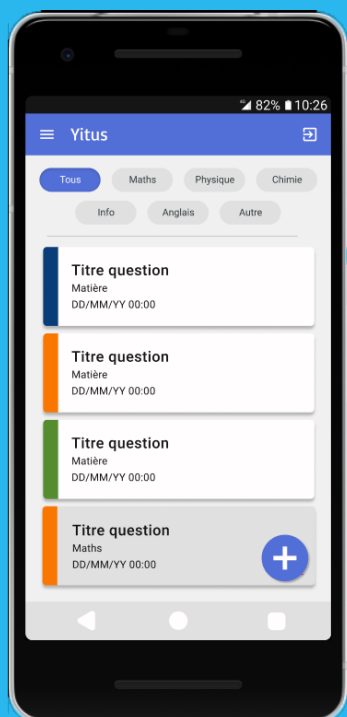 82% 10:26
Yitus
Tous Maths Physique Chimie
Info Anglais Autre
Titre question
Matière
DD/MM/YY 00:00
Titre question
Matière
DD/MM/YY 00:00
Titre question
Matière
DD/MM/YY 00:00
Titre question
Maths
DD/MM/YY 00:00